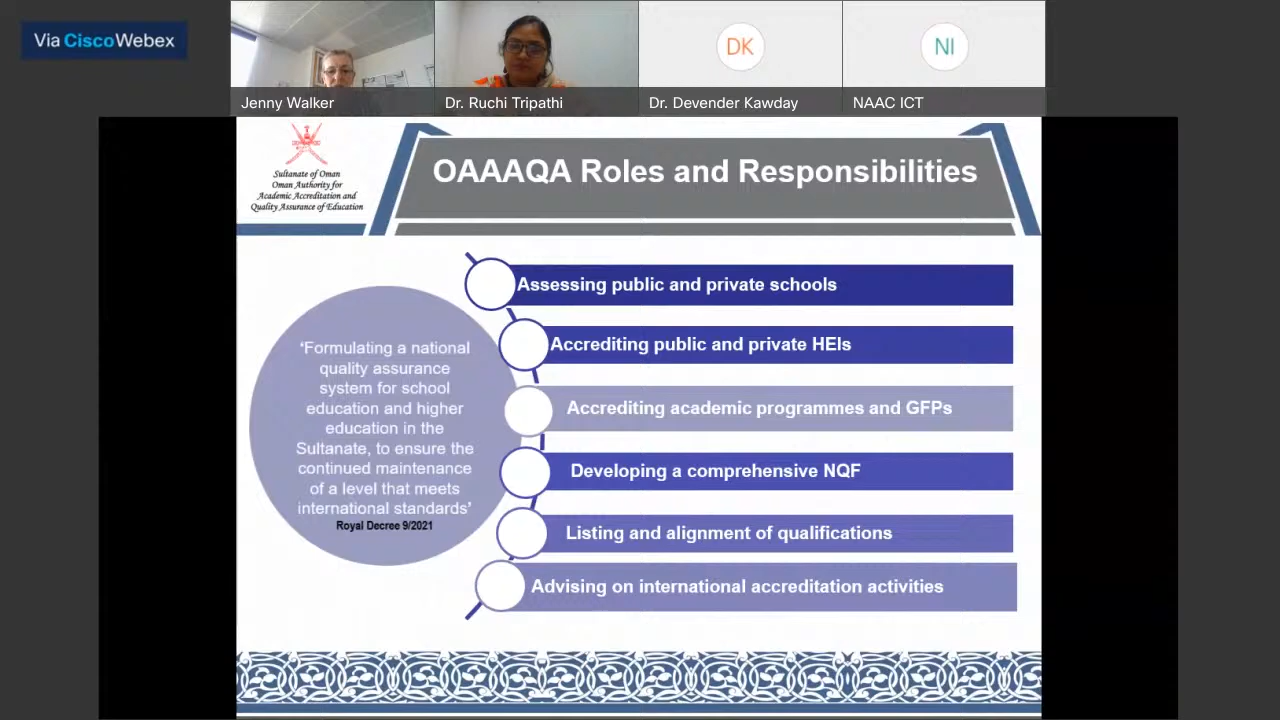 Via Cisco Webex
Jenny Walker
Dr. Ruchi Tripathi
DK
Dr. Devender Kawday
NI
NAAC ICT
Sultanate of Oman
Oman Authority for
Academic Accreditation and
Quality Assurance of Education
OAAAQA Roles and Responsibilities
‘Formulating a national
quality assurance
system for school
education and higher
education in the
Sultanate, to ensure the
continued maintenance
of a level that meets
international standards’
Royal Decree 9/2021
Assessing public and private schools
Accrediting public and private HEIs
Accrediting academic programmes and GFPs
Developing a comprehensive NQF
Listing and alignment of qualifications
Advising on international accreditation activities